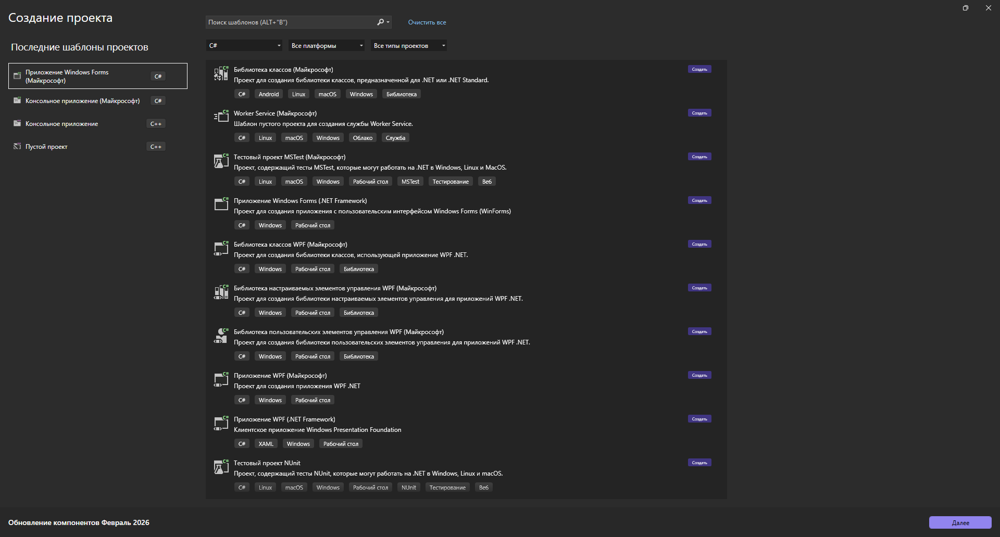 Создание проекта
Последние шаблоны проектов
Приложение Windows Forms
(Майкрософт)
C#
Консольное приложение (Майкрософт)
C#
Консольное приложение
C++
Пустой проект
C++
Поиск шаблонов (ALT+"B")
Очистить все
C#
Все платформы
Все типы проектов
Библиотека классов (Майкрософт)
Создать
Проект для создания библиотеки классов, предназначенной для .NET или .NET Standard.
C# Android Linux macOS Windows Библиотека
Worker Service (Майкрософт)
Создать
Шаблон пустого проекта для создания службы Worker Service.
C# Linux macOS Windows Облако Служба
Тестовый проект MSTest (Майкрософт)
Создать
Проект, содержащий тесты MSTest, которые могут работать на .NET в Windows, Linux и MacOS.
C# Linux macOS Windows Рабочий стол MSTest Тестирование Веб
Приложение Windows Forms (.NET Framework)
Создать
Проект для создания приложения с пользовательским интерфейсом Windows Forms (WinForms)
C# Windows Рабочий стол
Библиотека классов WPF (Майкрософт)
Создать
Проект для создания библиотеки классов, использующей приложение WPF .NET.
C# Windows Рабочий стол Библиотека
Библиотека настраиваемых элементов управления WPF (Майкрософт)
Создать
Проект для создания библиотеки настраиваемых элементов управления для приложений WPF .NET.
C# Windows Рабочий стол Библиотека
Библиотека пользовательских элементов управления WPF (Майкрософт)
Создать
Проект для создания библиотеки пользовательских элементов управления для приложений WPF .NET.
C# Windows Рабочий стол Библиотека
Приложение WPF (Майкрософт)
Создать
Проект для создания приложения WPF .NET
C# Windows Рабочий стол
Приложение WPF (.NET Framework)
Создать
Клиентское приложение Windows Presentation Foundation
C# XAML Windows Рабочий стол
Тестовый проект NUnit
Создать
Проект, содержащий тесты NUnit, которые могут работать на .NET в Windows, Linux и macOS.
C# Linux macOS Windows Рабочий стол NUnit Тестирование Веб
Обновление компонентов Февраль 2026
Далее